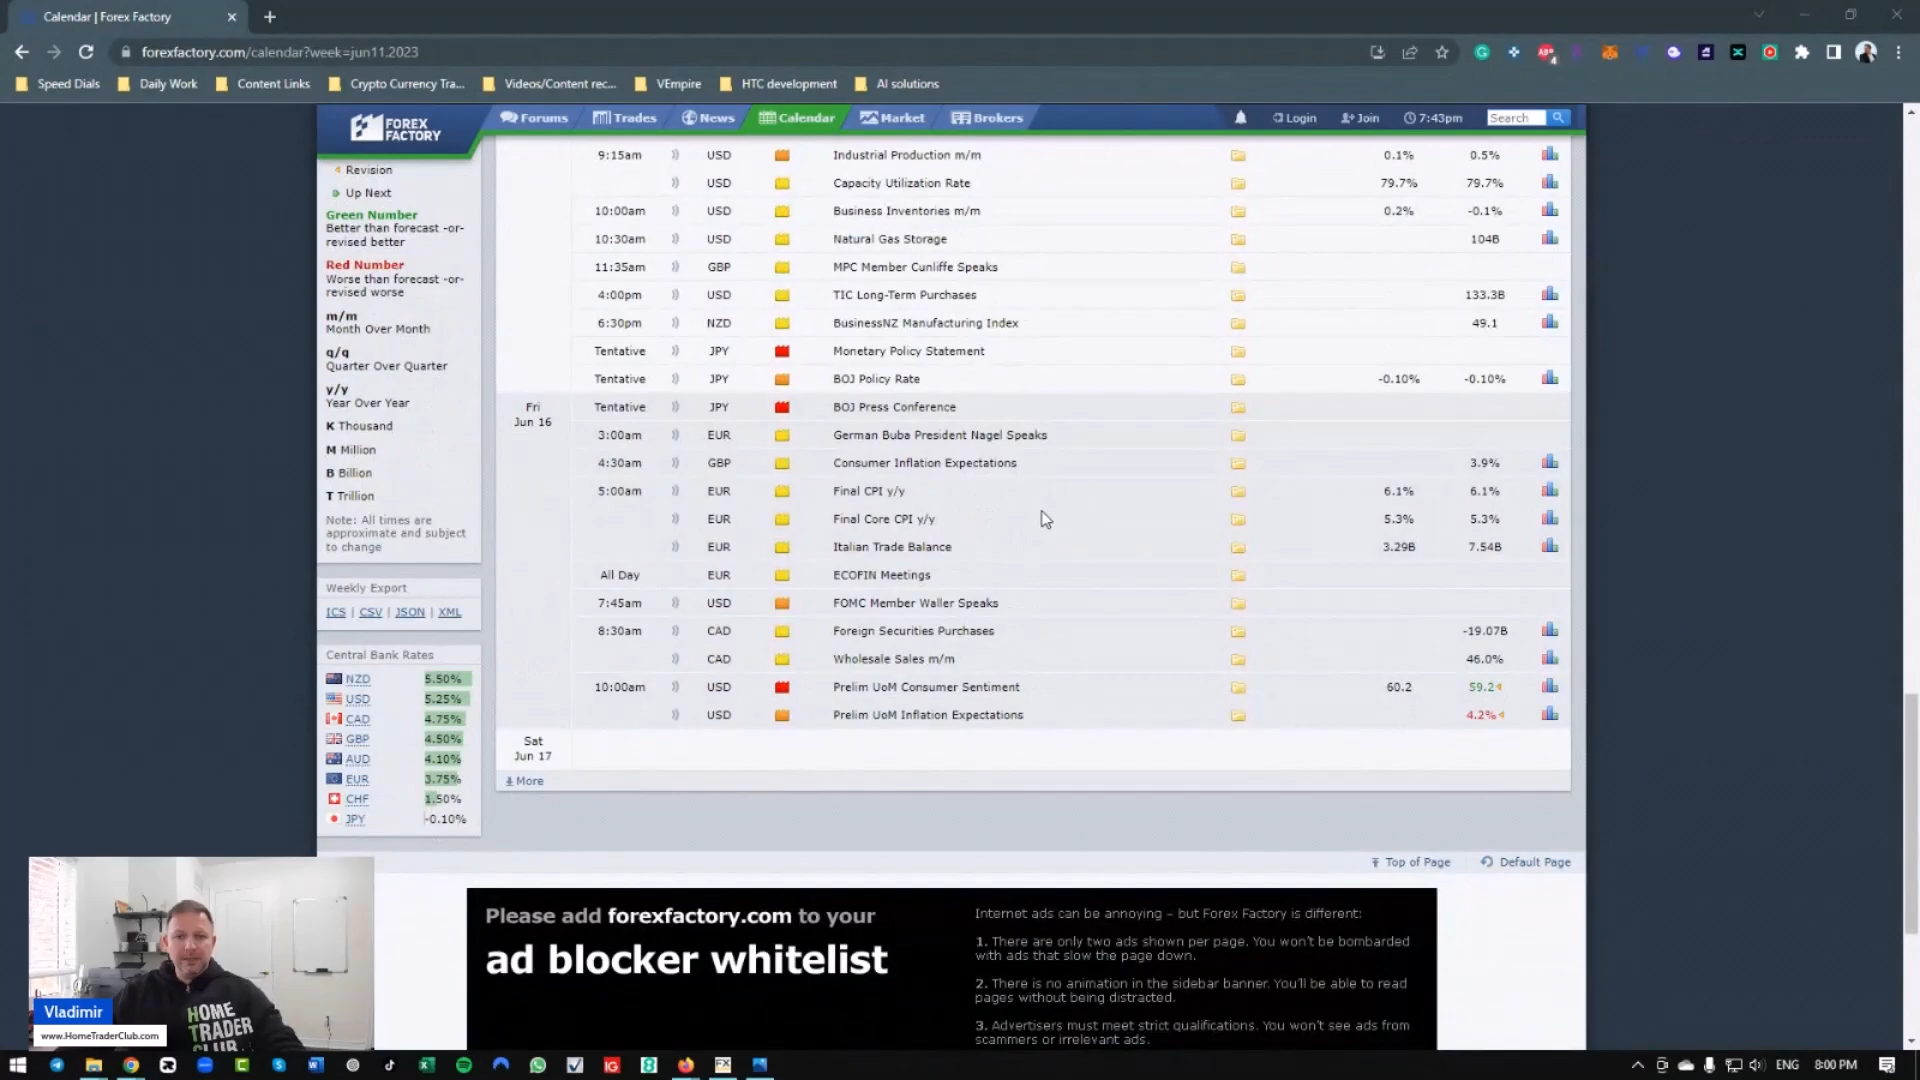 Calendar | Forex Factory
forexfactory.com/calendar?week=jun11.2023
4
Speed Dials
Daily Work
Content Links
Crypto Currency Tra...
Videos/Content rec...
VEmpire
HTC development
AI solutions
FOREX FACTORY
Forums
Trades
News
Calendar
Market
Brokers
Login
Join
7:43pm
Search
Revision
Up Next
Green Number
Better than forecast -or-
revised better
Red Number
Worse than forecast -or-
revised worse
m/m
Month Over Month
q/q
Quarter Over Quarter
y/y
Year Over Year
K Thousand
M Million
B Billion
T Trillion
Note: All times are
approximate and subject
to change
Weekly Export
ICS | CSV | JSON | XML
Central Bank Rates
NZD 5.50%
USD 5.25%
CAD 4.75%
GBP 4.50%
AUD 4.10%
EUR 3.75%
CHF 1.50%
JPY -0.10%
9:15am USD Industrial Production m/m 0.1% 0.5%
USD Capacity Utilization Rate 79.7% 79.7%
10:00am USD Business Inventories m/m 0.2% -0.1%
10:30am USD Natural Gas Storage 104B
11:35am GBP MPC Member Cunliffe Speaks
4:00pm USD TIC Long-Term Purchases 133.3B
6:30pm NZD BusinessNZ Manufacturing Index 49.1
Tentative JPY Monetary Policy Statement
Tentative JPY BOJ Policy Rate -0.10% -0.10%
Fri Jun 16 Tentative JPY BOJ Press Conference
3:00am EUR German Buba President Nagel Speaks
4:30am GBP Consumer Inflation Expectations 3.9%
5:00am EUR Final CPI y/y 6.1% 6.1%
EUR Final Core CPI y/y 5.3% 5.3%
EUR Italian Trade Balance 3.29B 7.54B
All Day EUR ECOFIN Meetings
7:45am USD FOMC Member Waller Speaks
8:30am CAD Foreign Securities Purchases -19.07B
CAD Wholesale Sales m/m 46.0%
10:00am USD Prelim UoM Consumer Sentiment 60.2 59.2
USD Prelim UoM Inflation Expectations 4.2%
Sat Jun 17
More
Top of Page
Default Page
Please add forexfactory.com to your
ad blocker whitelist
Internet ads can be annoying – but Forex Factory is different:
1. There are only two ads shown per page. You won't be bombarded
with ads that slow the page down.
2. There is no animation in the sidebar banner. You'll be able to read
pages without being distracted.
3. Advertisers must meet strict qualifications. You won't see ads from
scammers or irrelevant ads.
HOME
TRADER
CLUB
Vladimir
www.HomeTraderClub.com
ENG
8:00 PM